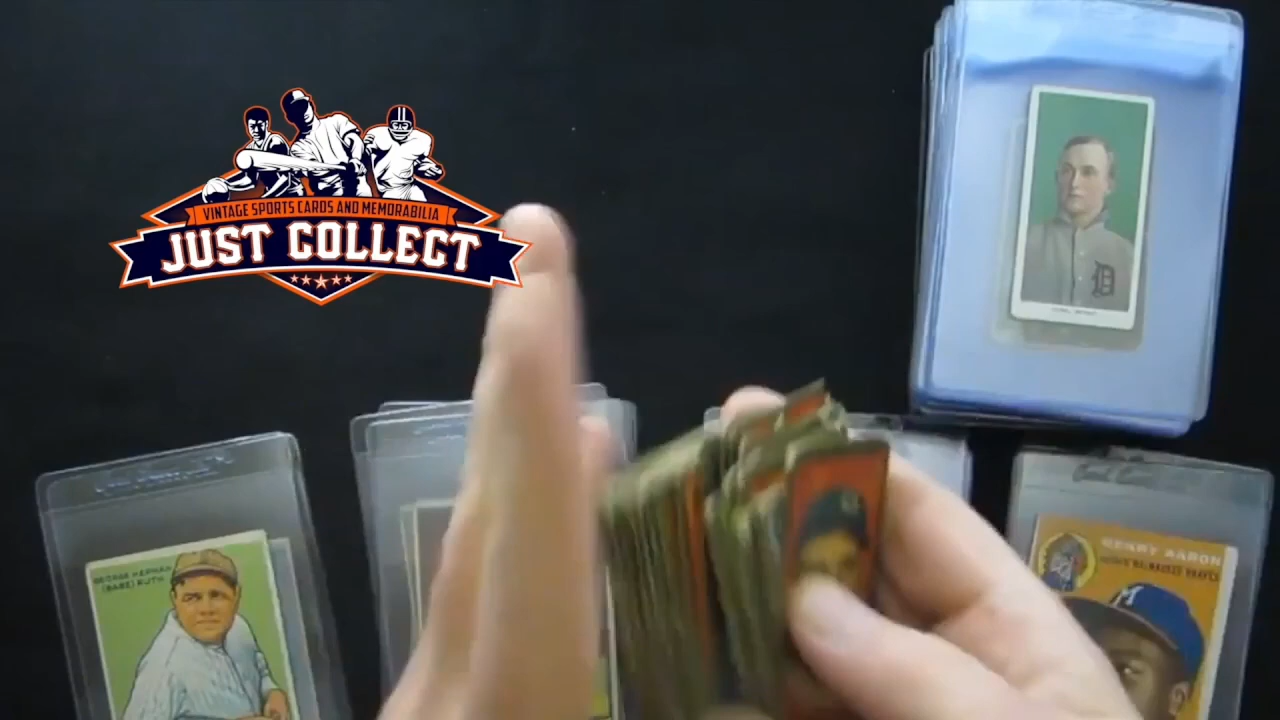 VINTAGE SPORTS CARDS AND MEMORABILIA
JUST COLLECT
GEORGE HERMAN
(BABE) RUTH
HENRY AARON
M
D